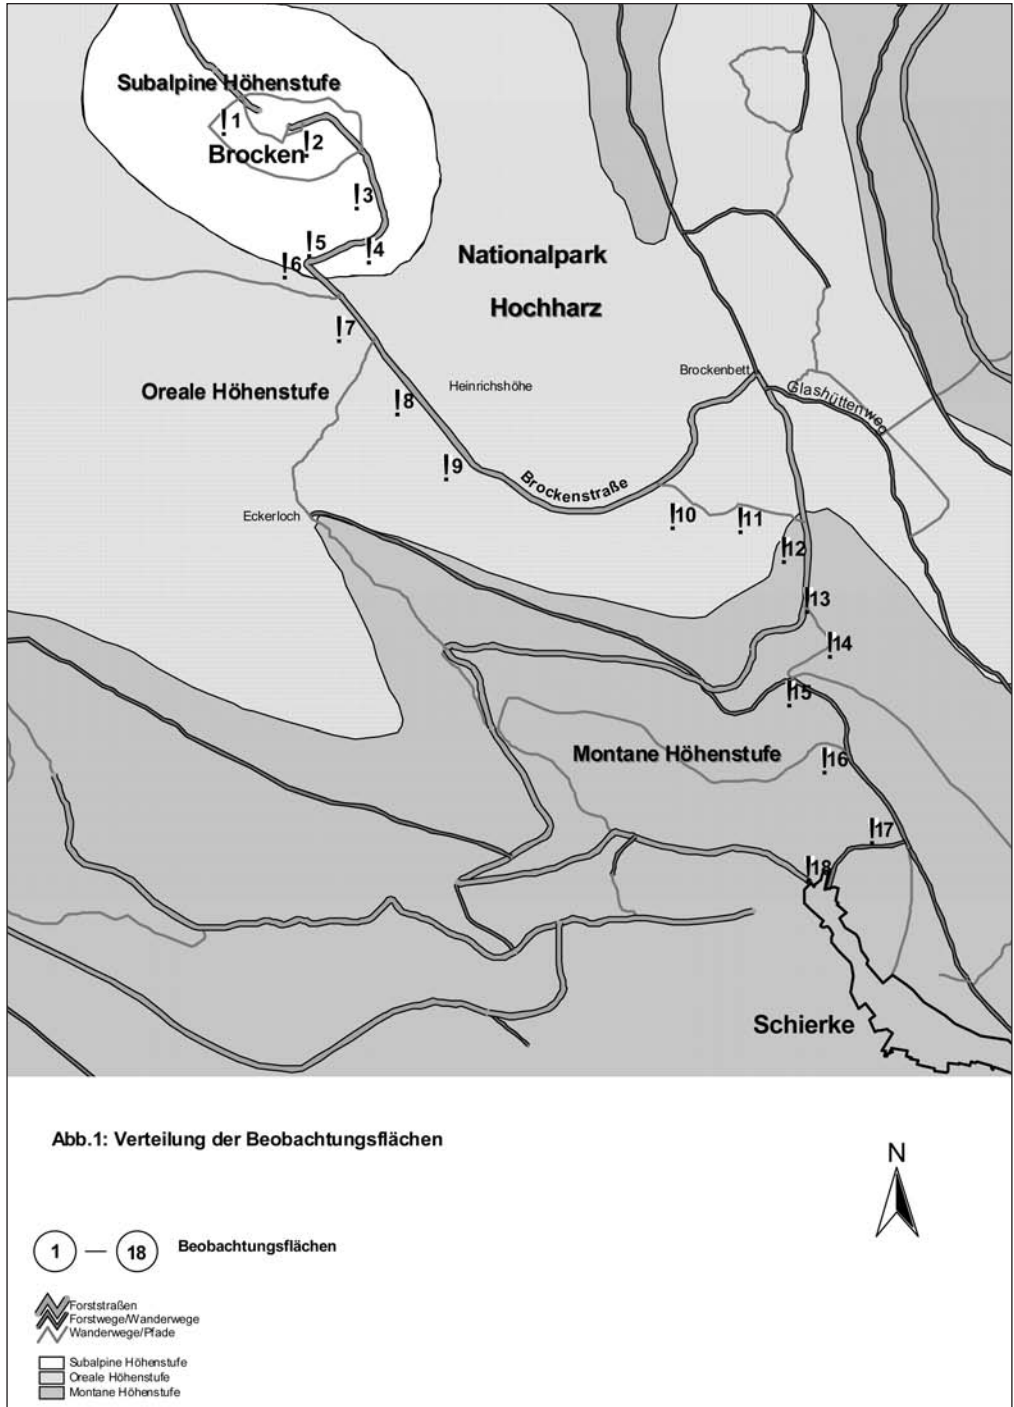 Subalpine Höhenstufe
1
2
Brocken
3
5
4
6
Nationalpark
Hochharz
7
Oreale Höhenstufe
Heinrichshöhe
Brockenbett
Glashüttenweg
8
9
Brockenstraße
Eckerloch
10
11
12
13
14
15
Montane Höhenstufe
16
17
18
Schierke
Abb.1: Verteilung der Beobachtungsflächen
N
1 — 18 Beobachtungsflächen
Forststraßen
Forstwege/Wanderwege
Wanderwege/Pfade
Subalpine Höhenstufe
Oreale Höhenstufe
Montane Höhenstufe